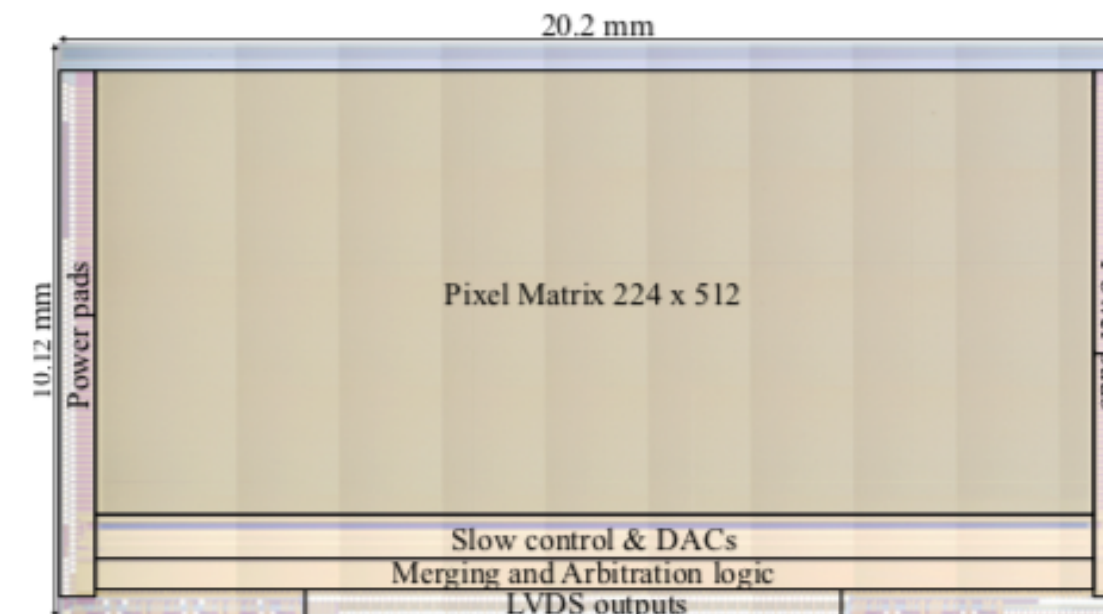 20.2 mm
10.12 mm
Power pads
Pixel Matrix 224 x 512
Slow control & DACs
Merging and Arbitration logic
LVDS outputs